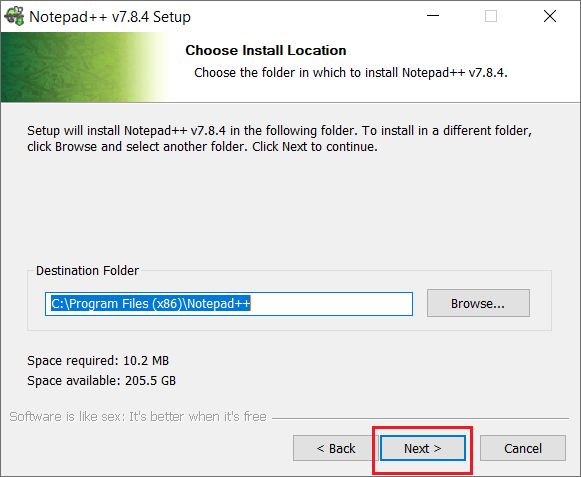 Notepad++ v7.8.4 Setup
Choose Install Location
Choose the folder in which to install Notepad++ v7.8.4.
Setup will install Notepad++ v7.8.4 in the following folder. To install in a different folder,
click Browse and select another folder. Click Next to continue.
Destination Folder
C:\Program Files (x86)\Notepad++
Browse...
Space required: 10.2 MB
Space available: 205.5 GB
Software is like sex: It's better when it's free
< Back
Next >
Cancel